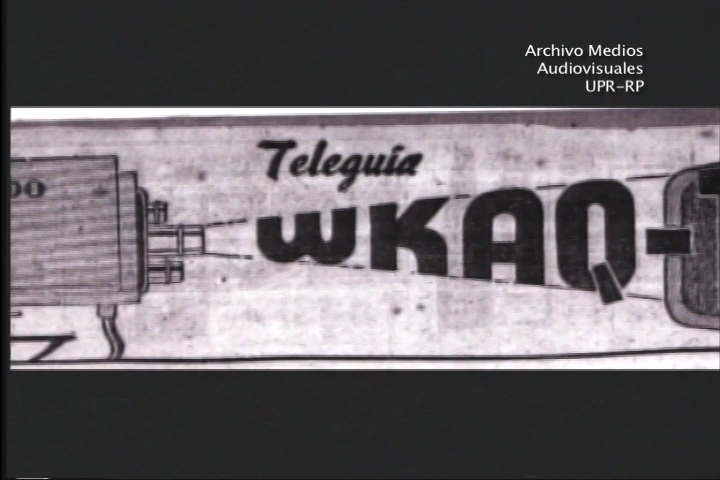 Archivo Medios
Audiovisuales
UPR-RP
Teleguía
WKAQ-